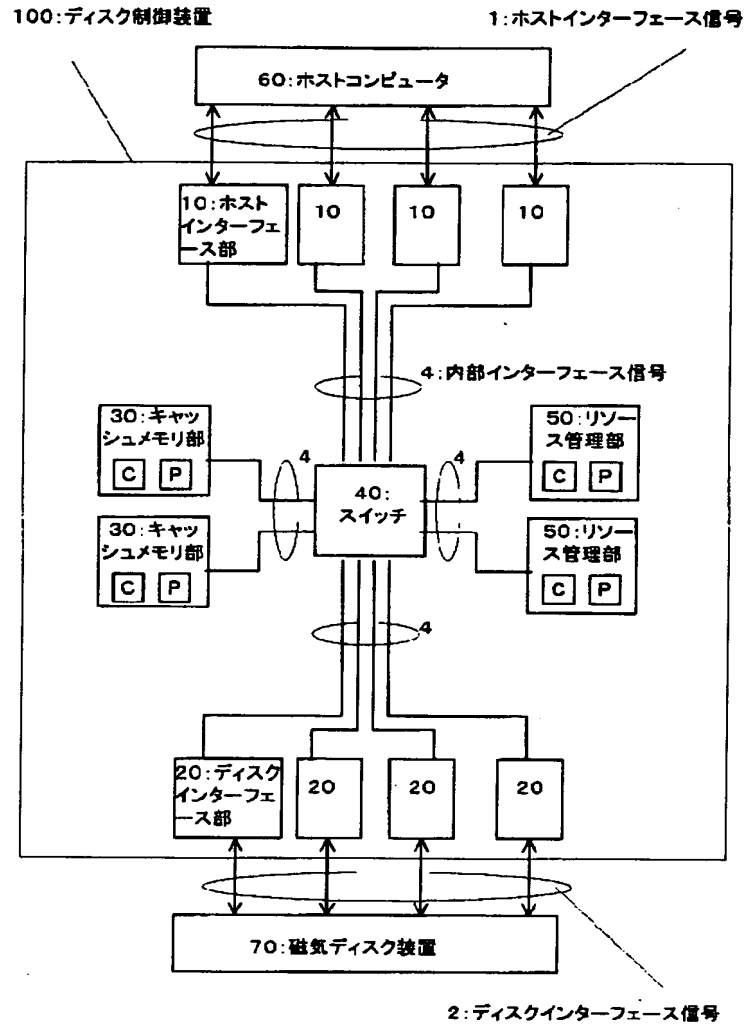 100:ディスク制御装置
1:ホストインターフェース信号
60:ホストコンピュータ
10:ホスト
インターフェ
ース部
10
10
10
4:内部インターフェース信号
30:キャッ
シュメモリ部
C P
50:リソー
ス管理部
C P
4
4
40:
スイッチ
30:キャッ
シュメモリ部
C P
50:リソー
ス管理部
C P
4
20:ディスク
インターフェ
ース部
20
20
20
70:磁気ディスク装置
2:ディスクインターフェース信号